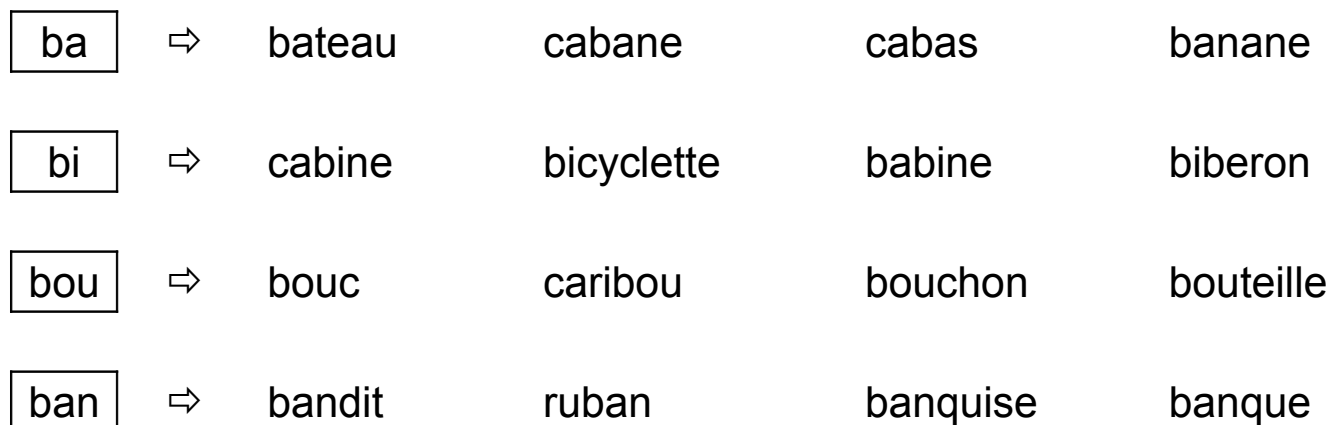 ba ⇨ bateau cabane cabas banane
bi ⇨ cabine bicyclette babine biberon
bou ⇨ bouc caribou bouchon bouteille
ban ⇨ bandit ruban banquise banque